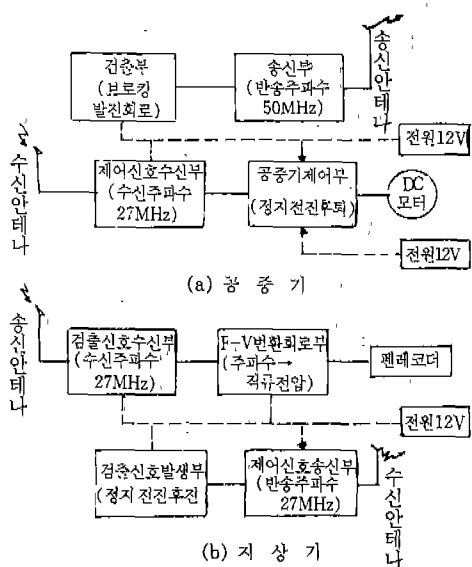 검출부
(브로킹
발진회로)
송신부
(반송주파수
50MHz)
송신안테나
전원12V
수신안테나
제어신호수신부
(수신주파수
27MHz)
공중기제어부
(정지전진후퇴)
DC
모터
전원12V
(a) 공 중 기
송신안테나
검출신호수신부
(수신주파수
27MHz)
F-V변환회로부
(주파수→
직류전압)
펜레코더
전원12V
검출신호발생부
(정지 전진후진)
제어신호송신부
(반송주파수
27MHz)
수신안테나
(b) 지 상 기